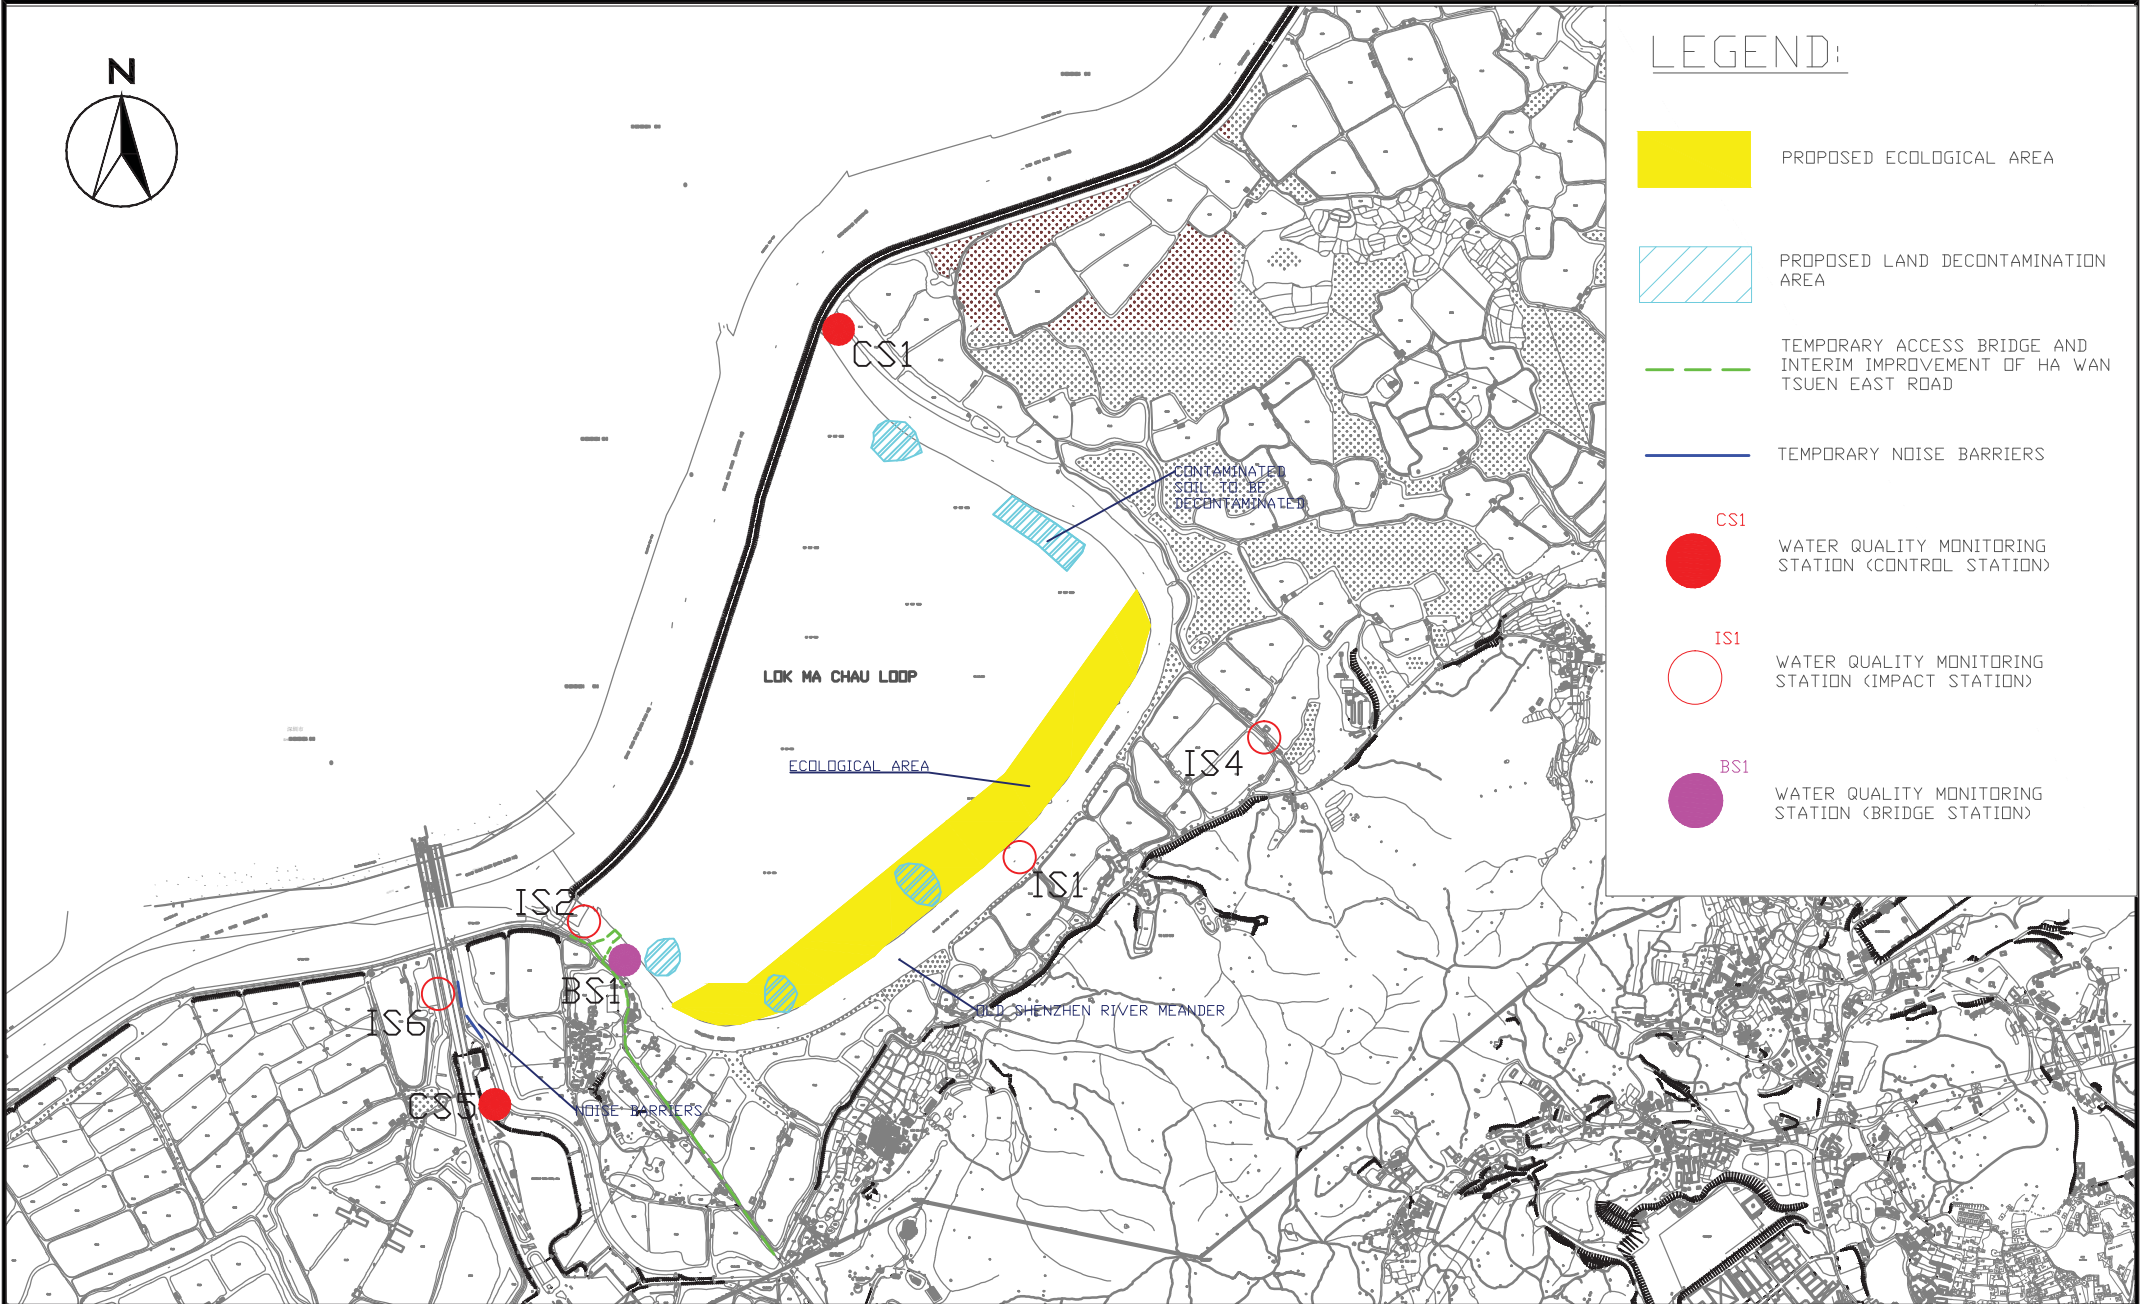 N
CS1
CONTAMINATED
SOIL TO BE
DECONTAMINATED
LOK MA CHAU LOOP
ECOLOGICAL AREA
IS4
IS1
IS2
BS1
OLD SHENZHEN RIVER MEANDER
IS6
CS5
NOISE BARRIERS
LEGEND:
PROPOSED ECOLOGICAL AREA
PROPOSED LAND DECONTAMINATION
AREA
TEMPORARY ACCESS BRIDGE AND
INTERIM IMPROVEMENT OF HA WAN
TSUEN EAST ROAD
TEMPORARY NOISE BARRIERS
CS1
WATER QUALITY MONITORING
STATION (CONTROL STATION)
IS1
WATER QUALITY MONITORING
STATION (IMPACT STATION)
BS1
WATER QUALITY MONITORING
STATION (BRIDGE STATION)